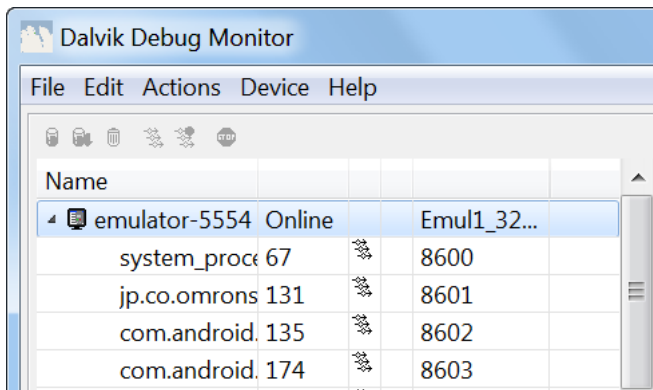 Dalvik Debug Monitor
File Edit Actions Device Help
STOP
Name
emulator-5554 Online Emul1_32...
system_proce 67 8600
jp.co.omrons 131 8601
com.android. 135 8602
com.android. 174 8603